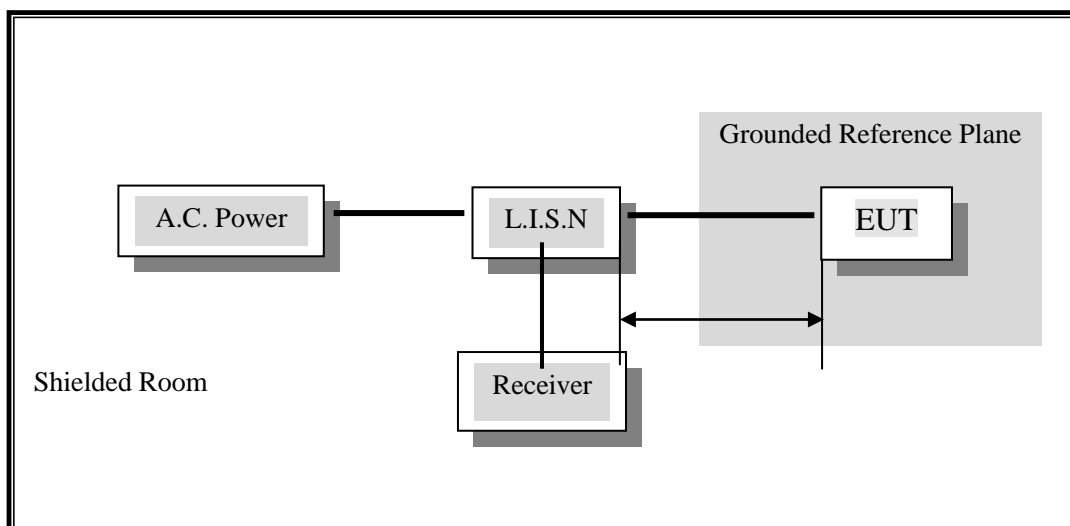 Grounded Reference Plane
A.C. Power
L.I.S.N
EUT
Receiver
Shielded Room